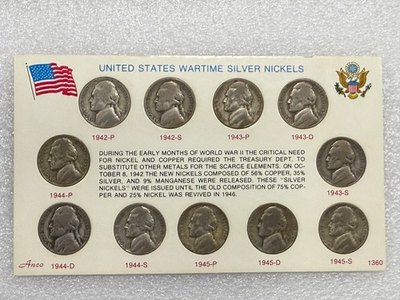 UNITED STATES WARTIME SILVER NICKELS
1942-P
1942-S
1943-P
1943-D
DURING THE EARLY MONTHS OF WORLD WAR II THE CRITICAL NEED
FOR NICKEL AND COPPER REQUIRED THE TREASURY DEPT. TO
SUBSTITUTE OTHER METALS FOR THE SCARCE ELEMENTS. ON OC-
TOBER 8, 1942 THE NEW NICKELS COMPOSED OF 56% COPPER, 35%
SILVER, AND 9% MANGANESE WERE RELEASED, THESE "SILVER
NICKELS" WERE ISSUED UNTIL THE OLD COMPOSITION OF 75% COP-
PER AND 25% NICKEL WAS REVIVED IN 1946.
1944-P
1943-S
Anco
1944-D
1944-S
1945-P
1945-D
1945-S
1360